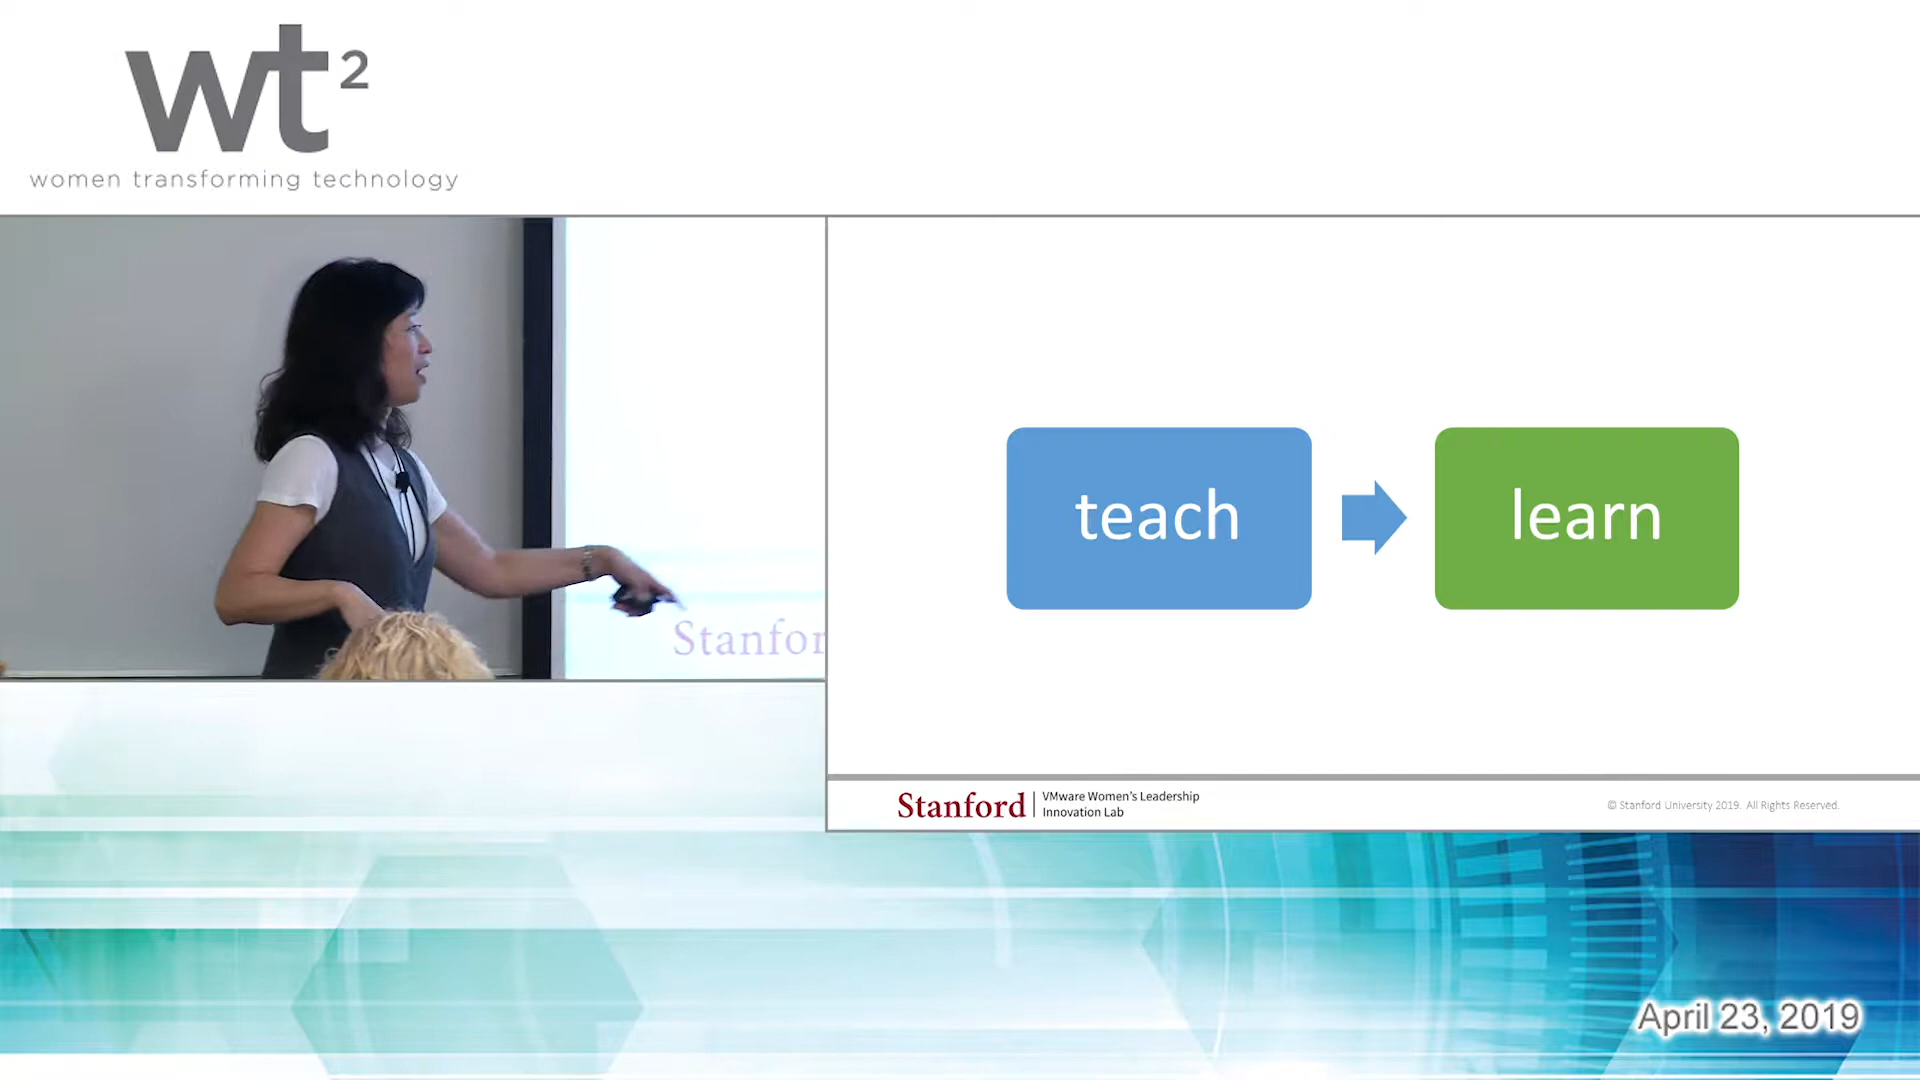 wt2
women transforming technology
Stanfor
teach
learn
Stanford
VMware Women's Leadership
Innovation Lab
© Stanford University 2019. All Rights Reserved.
April 23, 2019